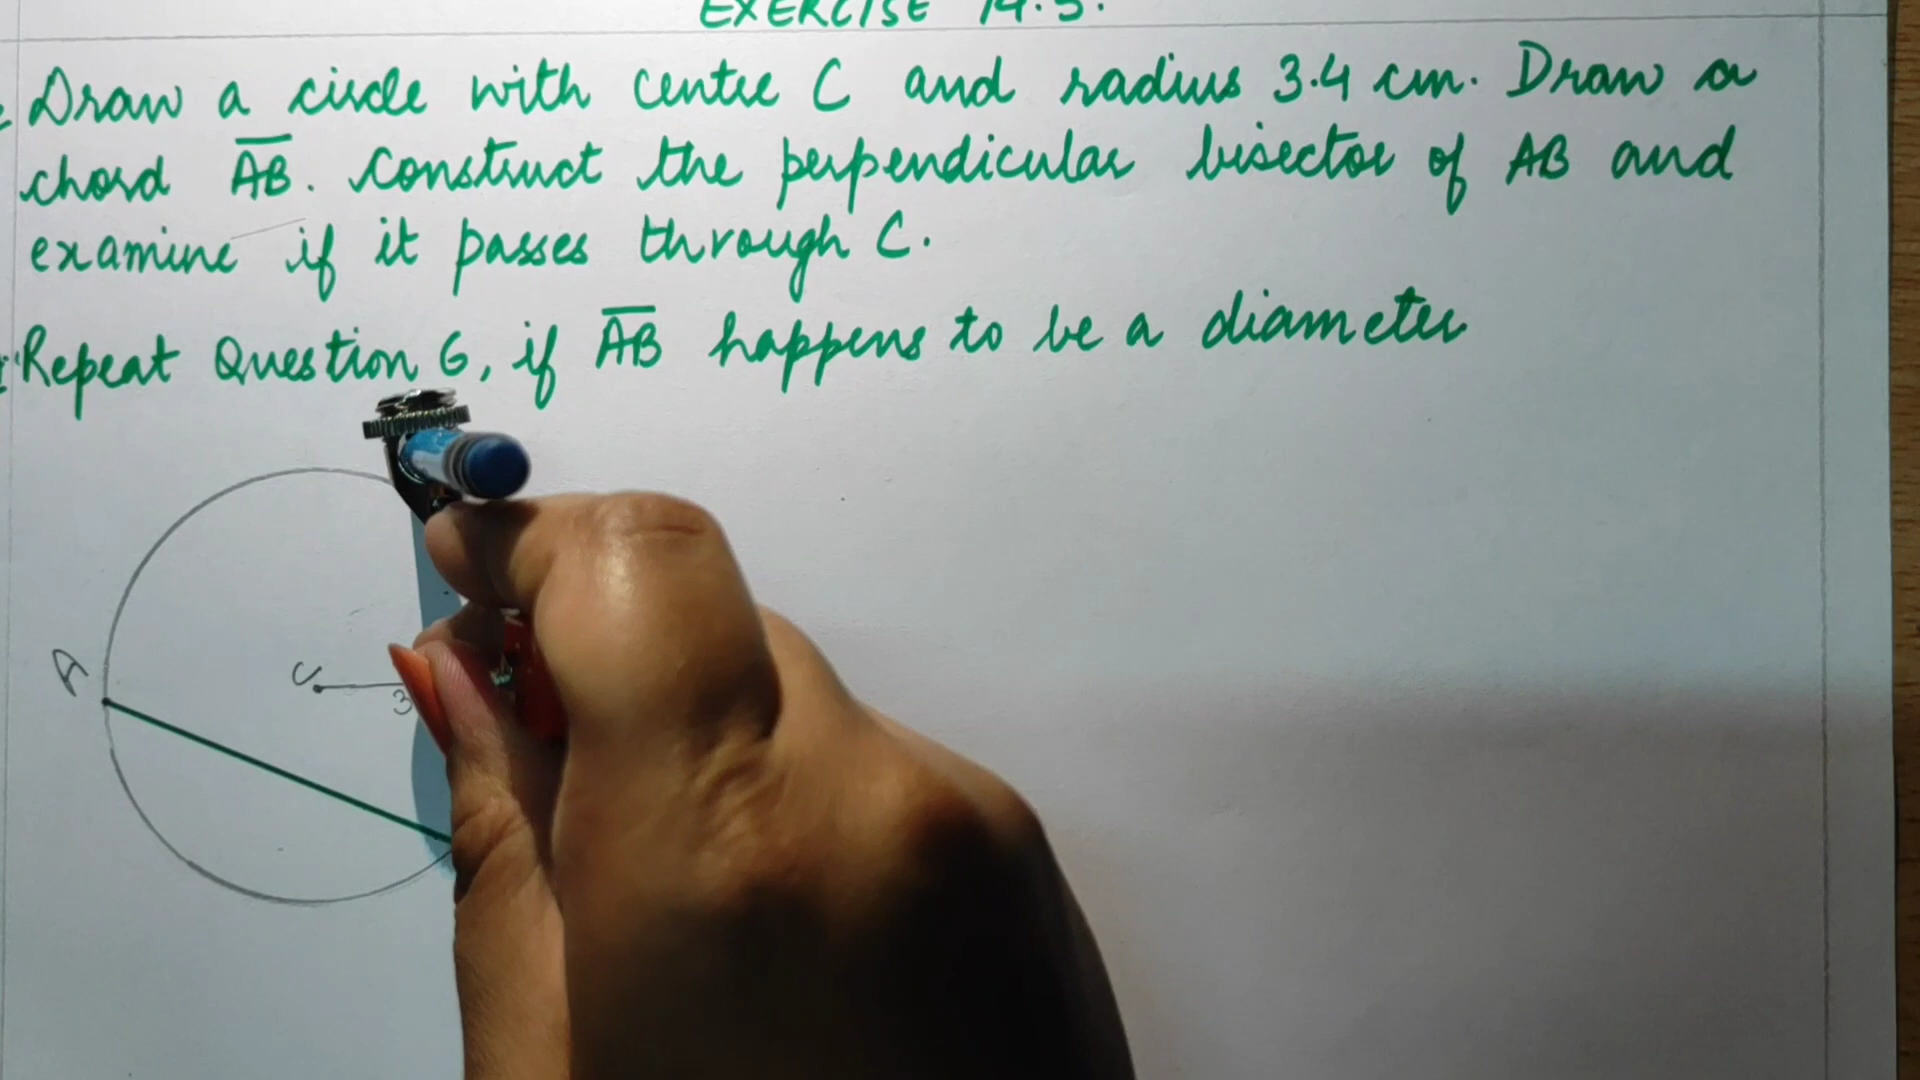 EXERCISE 14.5.
Draw a circle with centre C and radius 3.4 cm. Draw a
chord AB. Construct the perpendicular bisector of AB and
examine if it passes through C.
Repeat Question 6, if AB happens to be a diameter
A
C
3